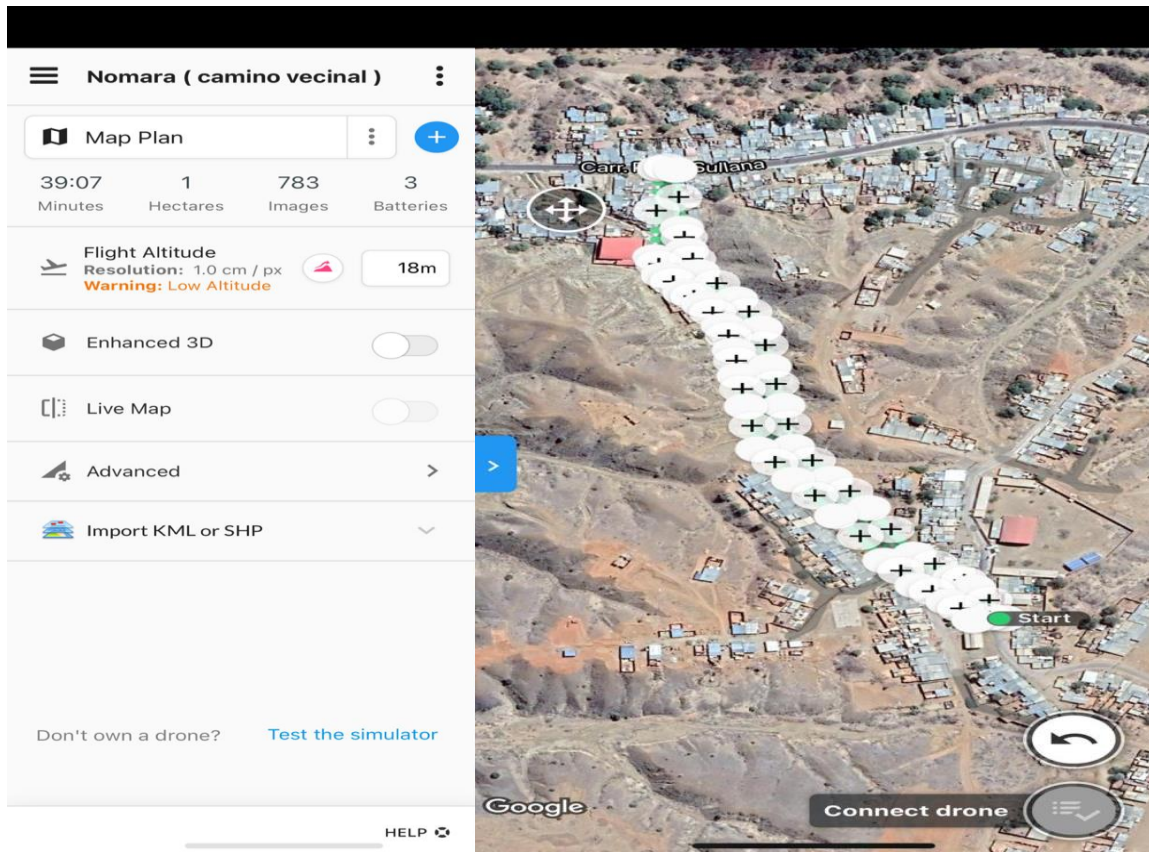 Nomara ( camino vecinal )
Map Plan
39:07 1 783 3
Minutes Hectares Images Batteries
Flight Altitude
Resolution: 1.0 cm / px
18m
Warning: Low Altitude
Enhanced 3D
Live Map
Advanced
Import KML or SHP
Don't own a drone? Test the simulator
HELP
Carr. Sullana
Start
Google
Connect drone